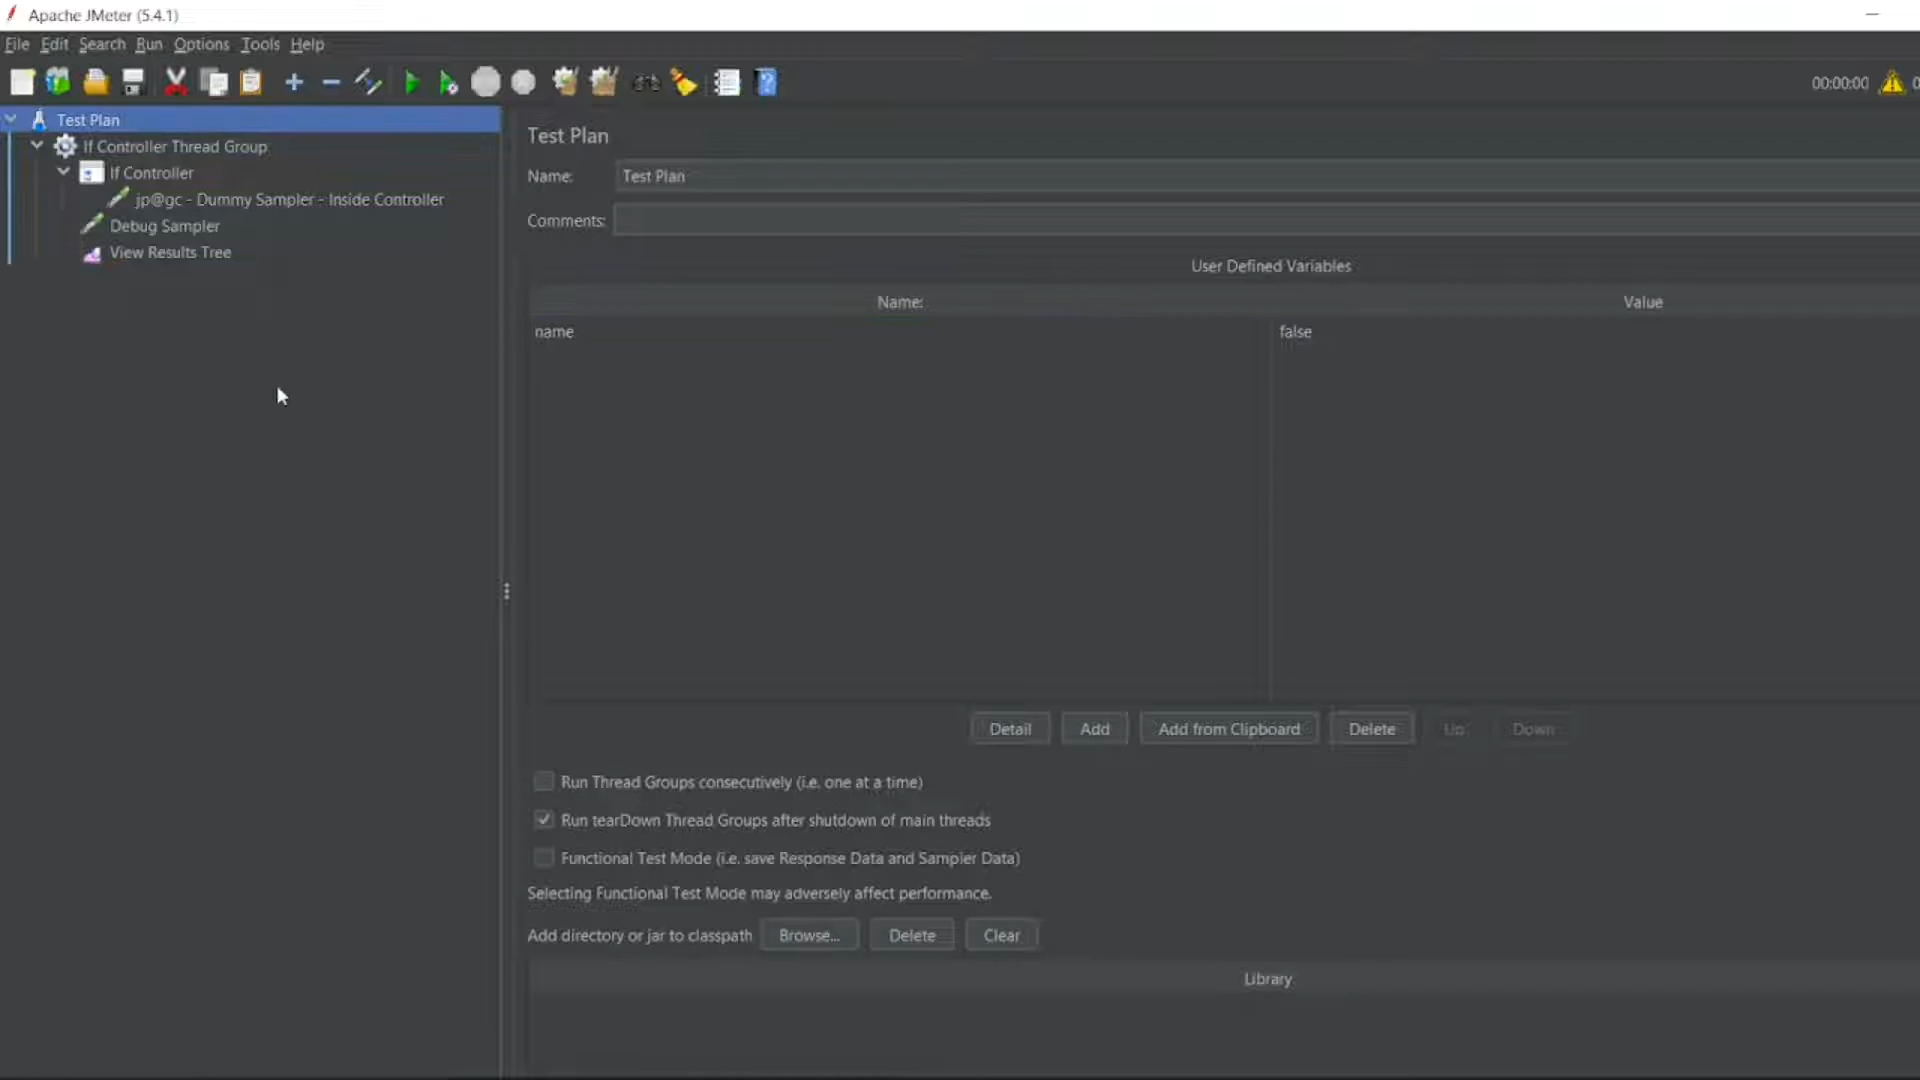 Apache JMeter (5.4.1)
File Edit Search Run Options Tools Help
00:00:00
Test Plan
If Controller Thread Group
If Controller
jp@gc - Dummy Sampler - Inside Controller
Debug Sampler
View Results Tree
Test Plan
Name: Test Plan
Comments:
User Defined Variables
Name: Value
name false
Detail Add Add from Clipboard Delete Up Down
Run Thread Groups consecutively (i.e. one at a time)
Run tearDown Thread Groups after shutdown of main threads
Functional Test Mode (i.e. save Response Data and Sampler Data)
Selecting Functional Test Mode may adversely affect performance.
Add directory or jar to classpath Browse... Delete Clear
Library